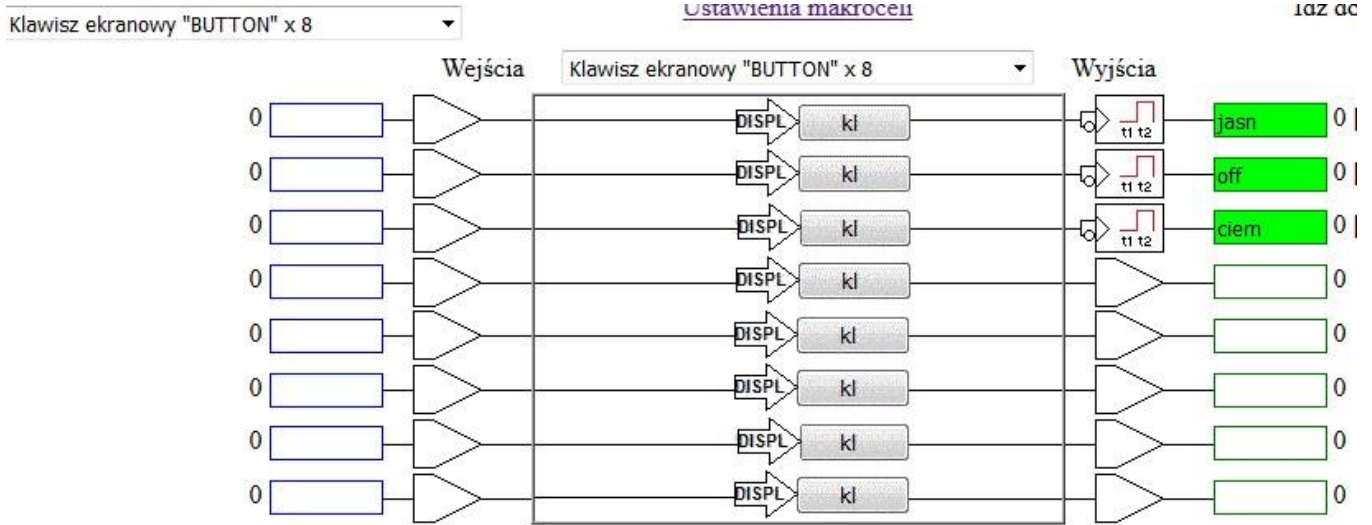 Klawisz ekranowy "BUTTON" x 8
Ustawienia makroceli
Wejścia
Klawisz ekranowy "BUTTON" x 8
Wyjścia
0 DISPL kl t1 t2 jasn 0
0 DISPL kl t1 t2 off 0
0 DISPL kl t1 t2 ciem 0
0 DISPL kl 0
0 DISPL kl 0
0 DISPL kl 0
0 DISPL kl 0
0 DISPL kl 0